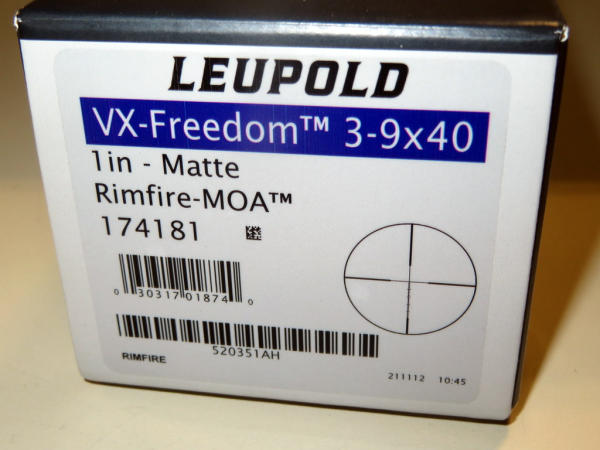 LEUPOLD
VX-Freedom™ 3-9x40
1in - Matte
Rimfire-MOA™
174181
0 30317 01874 0
520351AH
RIMFIRE
211112 10:45